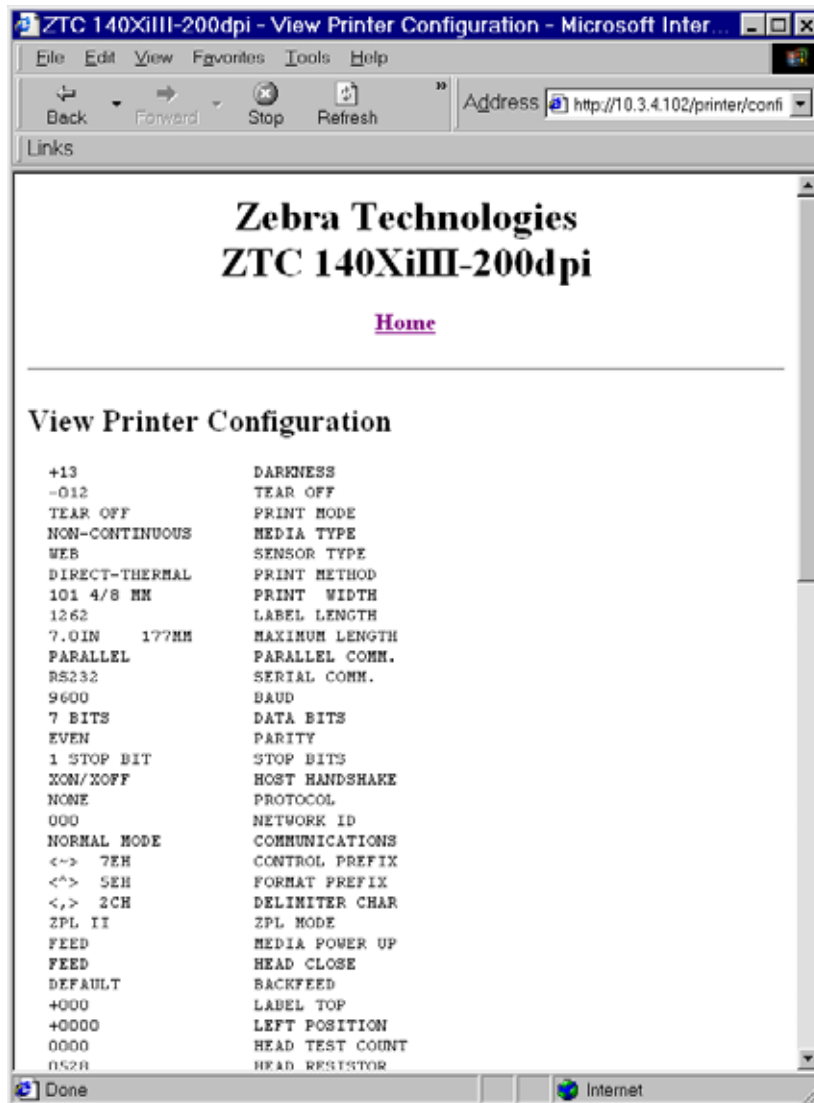 ZTC 140XiIII-200dpi - View Printer Configuration - Microsoft Inter...
File Edit View Favorites Tools Help
Back Forward Stop Refresh » Address http://10.3.4.102/printer/confi
Links
Zebra Technologies
ZTC 140XiIII-200dpi
Home
View Printer Configuration
+13 DARKNESS
-012 TEAR OFF
TEAR OFF PRINT MODE
NON-CONTINUOUS MEDIA TYPE
WEB SENSOR TYPE
DIRECT-THERMAL PRINT METHOD
101 4/8 MM PRINT WIDTH
1262 LABEL LENGTH
7.0IN 177MM MAXIMUM LENGTH
PARALLEL PARALLEL COMM.
RS232 SERIAL COMM.
9600 BAUD
7 BITS DATA BITS
EVEN PARITY
1 STOP BIT STOP BITS
XON/XOFF HOST HANDSHAKE
NONE PROTOCOL
000 NETWORK ID
NORMAL MODE COMMUNICATIONS
<~> 7EH CONTROL PREFIX
<^> 5EH FORMAT PREFIX
<,> 2CH DELIMITER CHAR
ZPL II ZPL MODE
FEED MEDIA POWER UP
FEED HEAD CLOSE
DEFAULT BACKFEED
+000 LABEL TOP
+0000 LEFT POSITION
0000 HEAD TEST COUNT
0528 HEAD RESISTOR
Done Internet